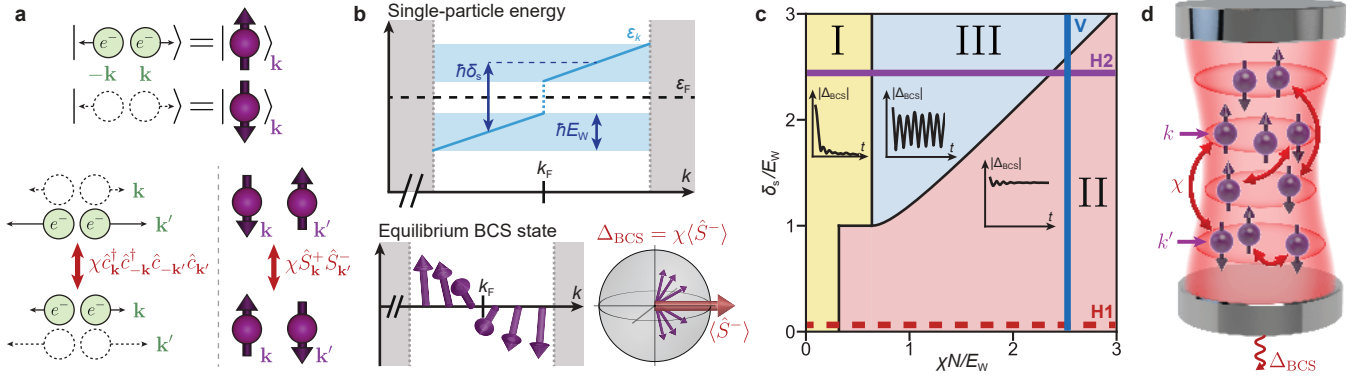 a
|e⁻ e⁻⟩=| ⟩k
−k k
| ⟩=| ⟩k
k
e⁻ e⁻ k′
k k′
χĉ†kĉ†−kĉ−k′ĉk′
χŜ⁺kŜ⁻k′
e⁻ e⁻ k
k′
k k′
b
Single-particle energy
εk
ħδs
εF
ħEW
kF
k
Equilibrium BCS state
kF
k
ΔBCS = χ⟨Ŝ⁻⟩
⟨Ŝ⁻⟩
c
3
2
1
0
δs/EW
0 1 2 3
χN/EW
I
III
II
V
H2
H1
|ΔBCS|
t
|ΔBCS|
t
|ΔBCS|
t
d
k
χ
k′
ΔBCS